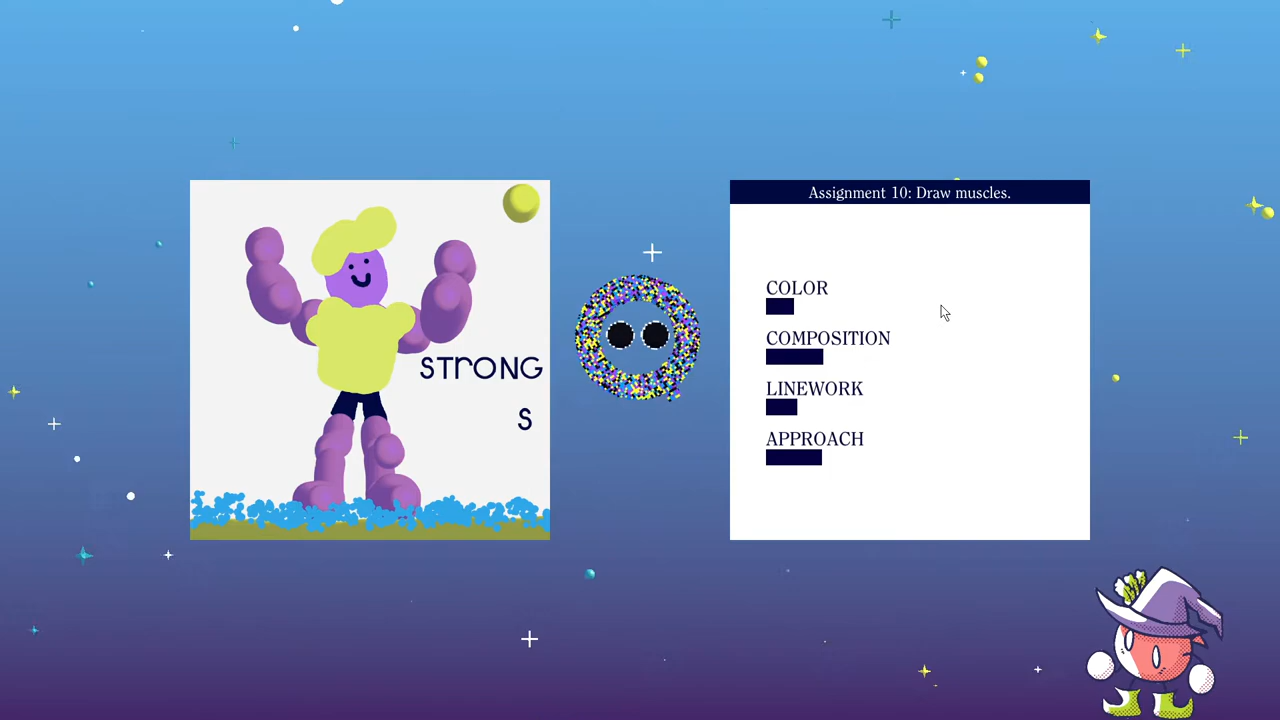 STrONG
S
Assignment 10: Draw muscles.
COLOR
COMPOSITION
LINEWORK
APPROACH